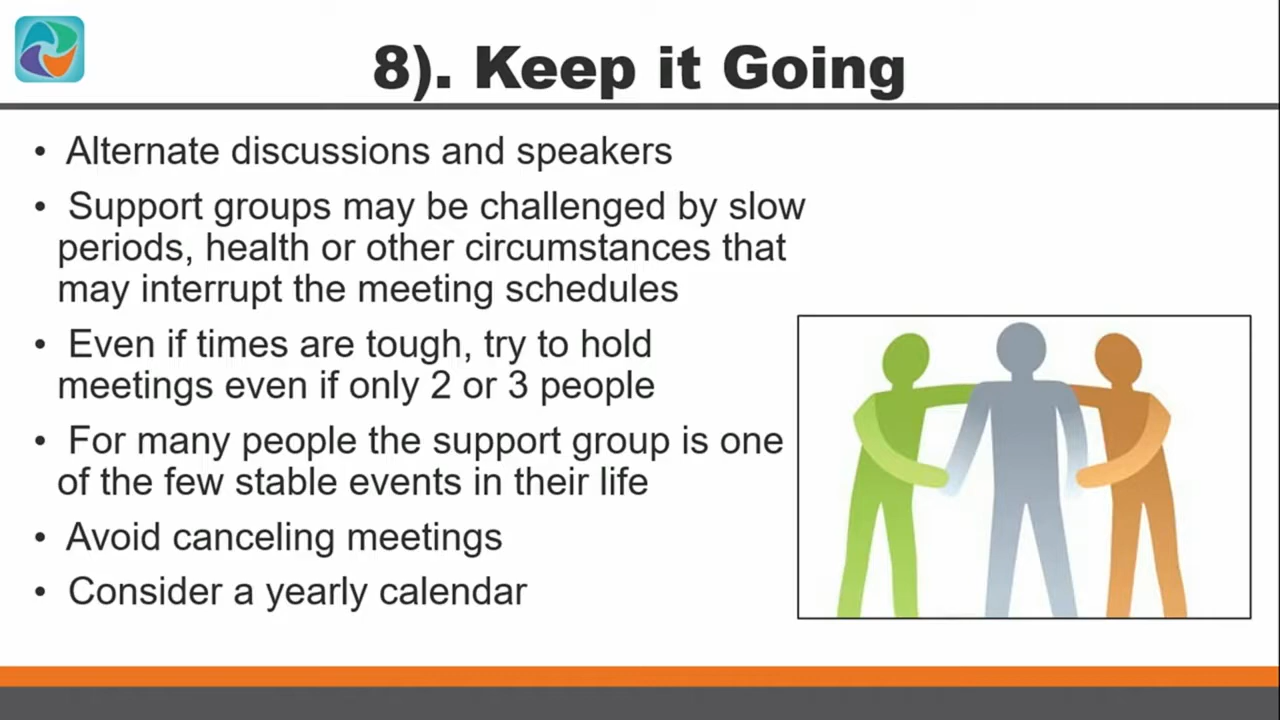 8). Keep it Going
• Alternate discussions and speakers
• Support groups may be challenged by slow
periods, health or other circumstances that
may interrupt the meeting schedules
• Even if times are tough, try to hold
meetings even if only 2 or 3 people
• For many people the support group is one
of the few stable events in their life
• Avoid canceling meetings
• Consider a yearly calendar